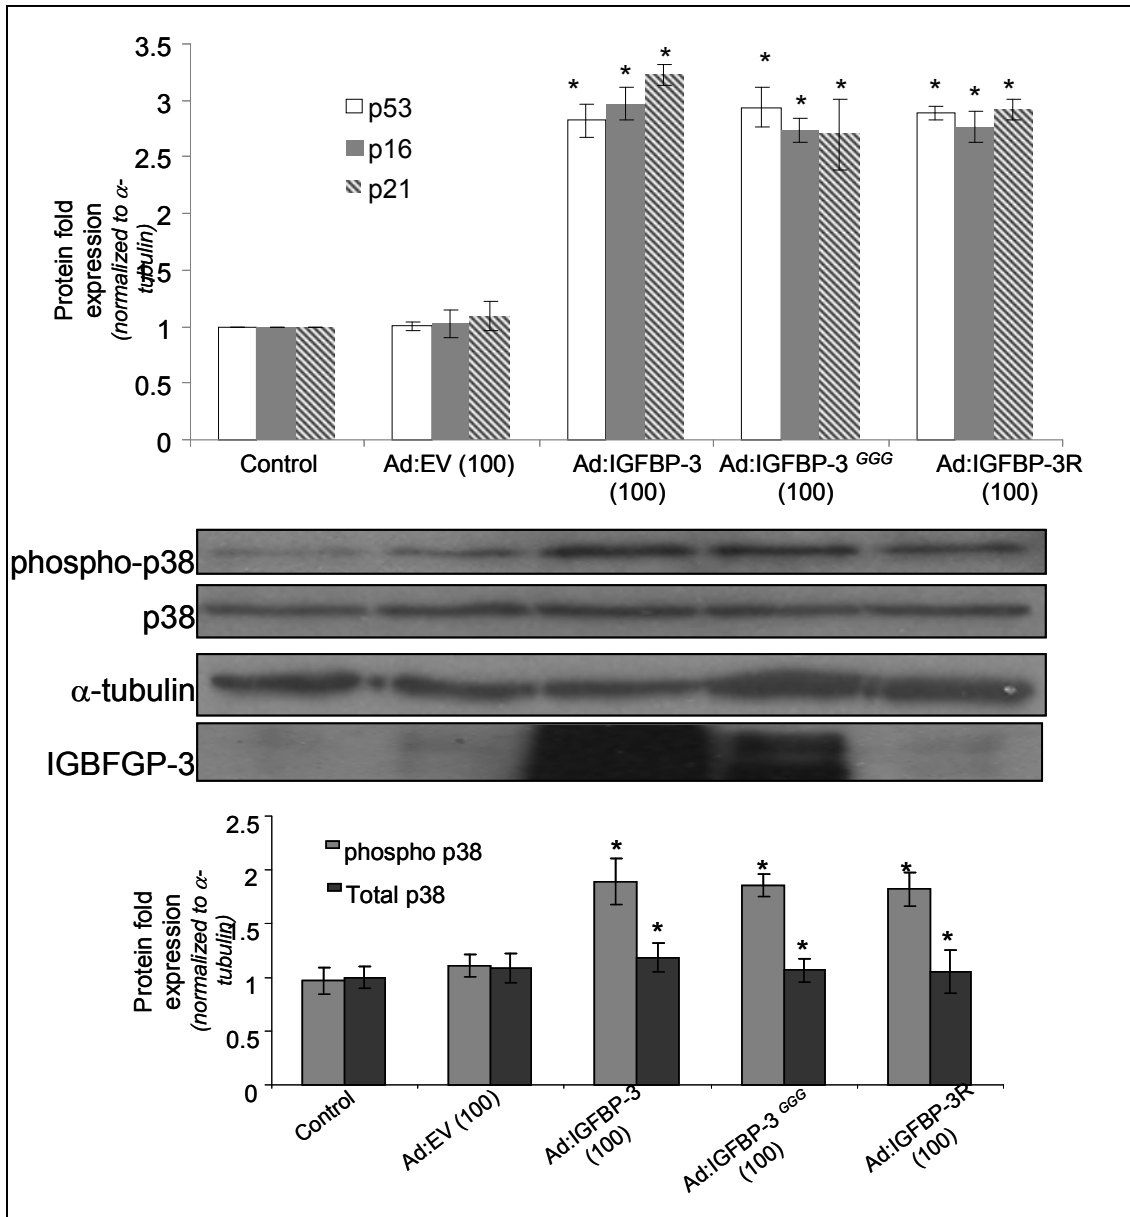 3.5
3
2.5
2
1.5
1
0.5
0
Protein fold
expression
(normalized to α-
tubulin)
p53
p16
p21
* * *
* * *
* * *
Control
Ad:EV (100)
Ad:IGFBP-3
(100)
Ad:IGFBP-3 GGG
(100)
Ad:IGFBP-3R
(100)
phospho-p38
p38
α-tubulin
IGBFGP-3
2.5
2
1.5
1
0.5
0
Protein fold
expression
(normalized to α-
tubulin)
phospho p38
Total p38
* *
* *
* *
Control
Ad:EV (100)
Ad:IGFBP-3
(100)
Ad:IGFBP-3 GGG
(100)
Ad:IGFBP-3R
(100)